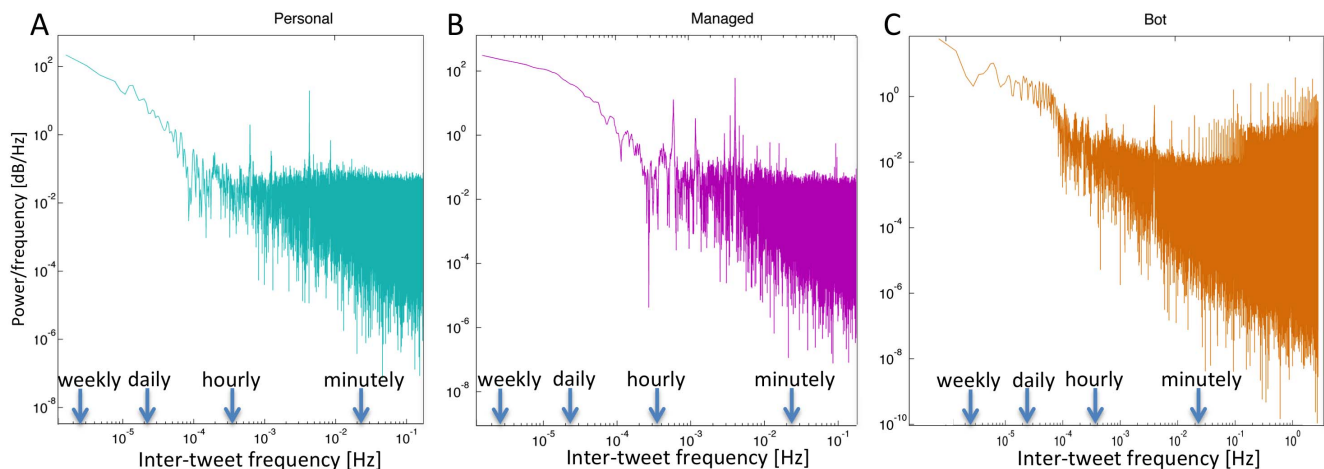 A
Personal
B
Managed
C
Bot
Power/frequency [dB/Hz]
10^2
10^0
10^-2
10^-4
10^-6
10^-8
weekly daily hourly minutely
10^-5 10^-4 10^-3 10^-2 10^-1
Inter-tweet frequency [Hz]
10^2
10^0
10^-2
10^-4
10^-6
10^-8
weekly daily hourly minutely
10^-5 10^-4 10^-3 10^-2 10^-1
Inter-tweet frequency [Hz]
10^0
10^-2
10^-4
10^-6
10^-8
10^-10
weekly daily hourly minutely
10^-5 10^-4 10^-3 10^-2 10^-1 10^0
Inter-tweet frequency [Hz]